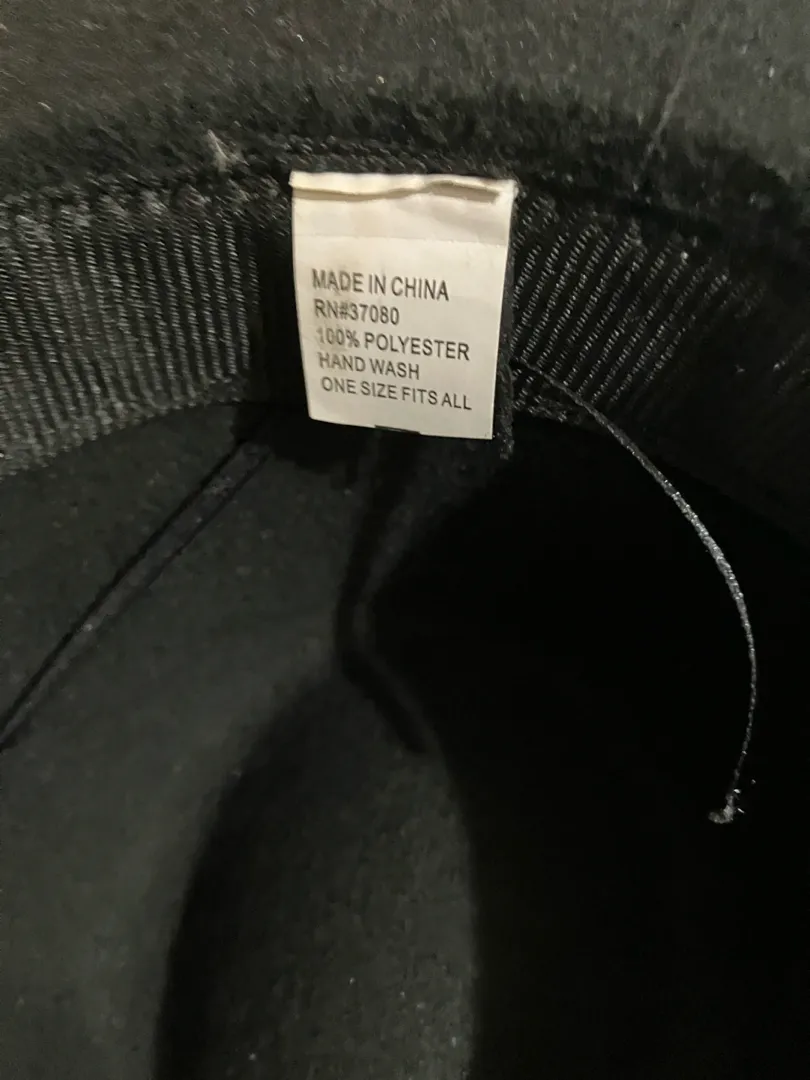 MADE IN CHINA
RN#37080
100% POLYESTER
HAND WASH
ONE SIZE FITS ALL